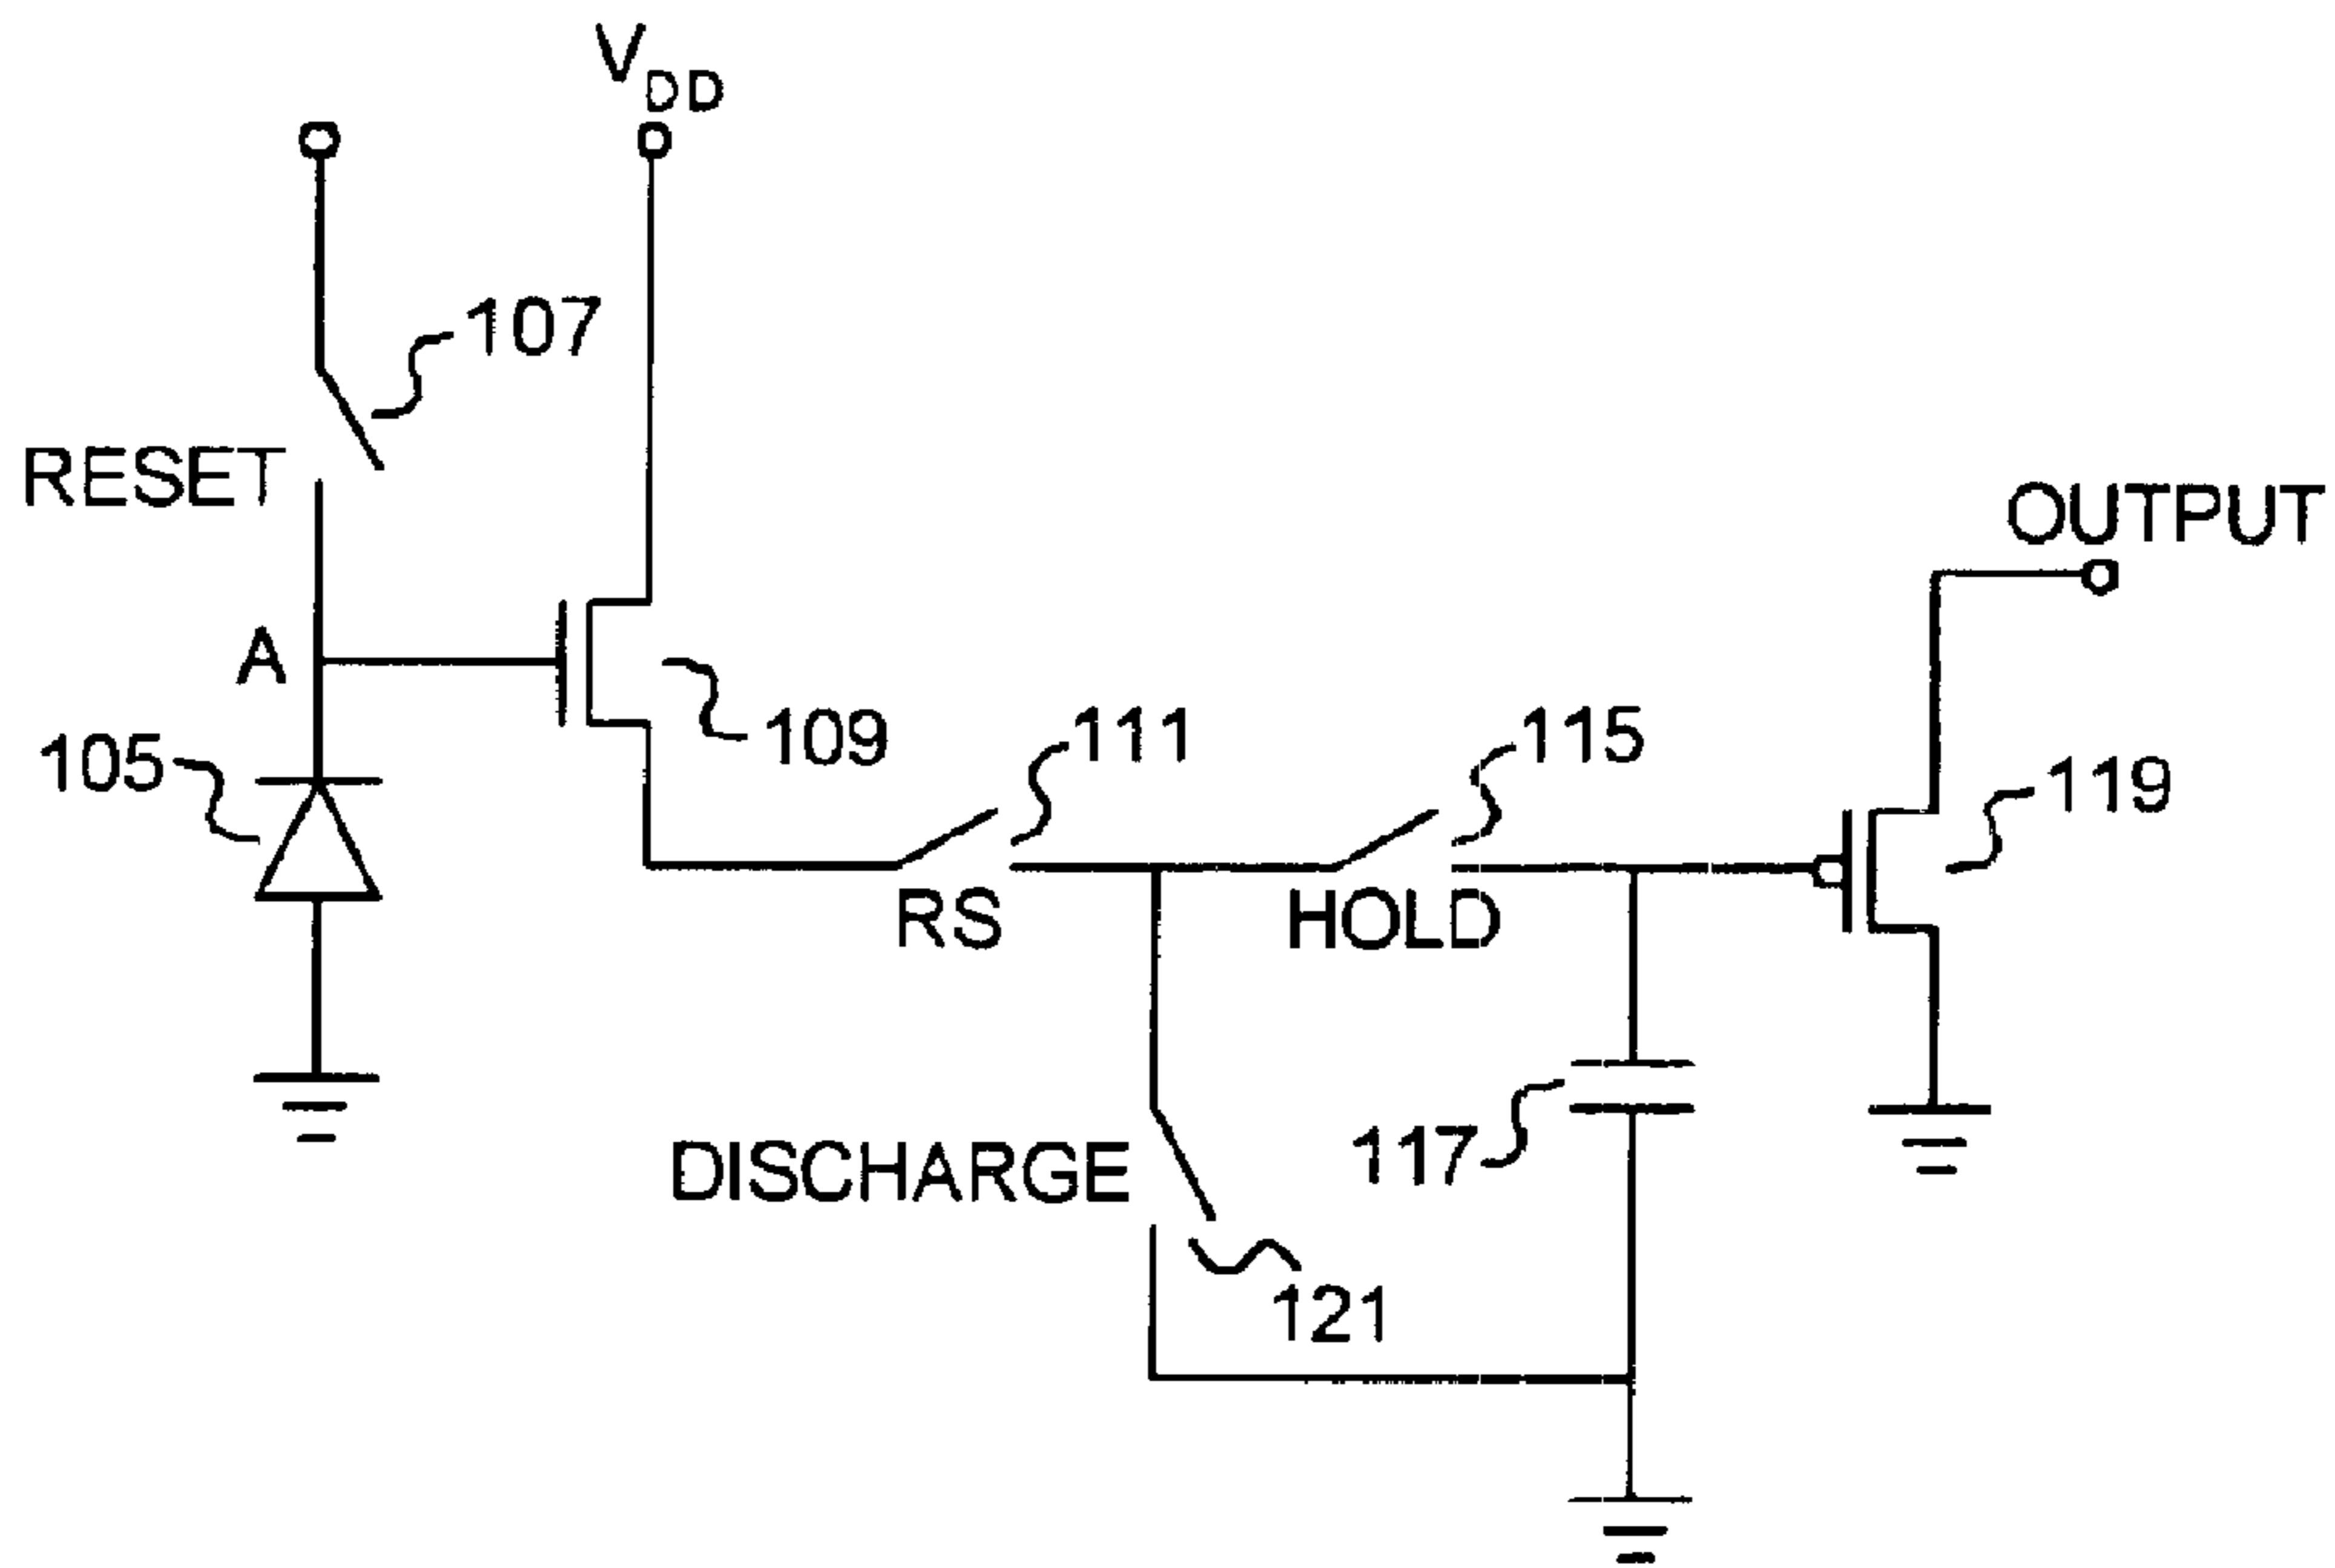 VDD
107
RESET
OUTPUT
A
109
111
115
105
119
RS
HOLD
DISCHARGE
117
121